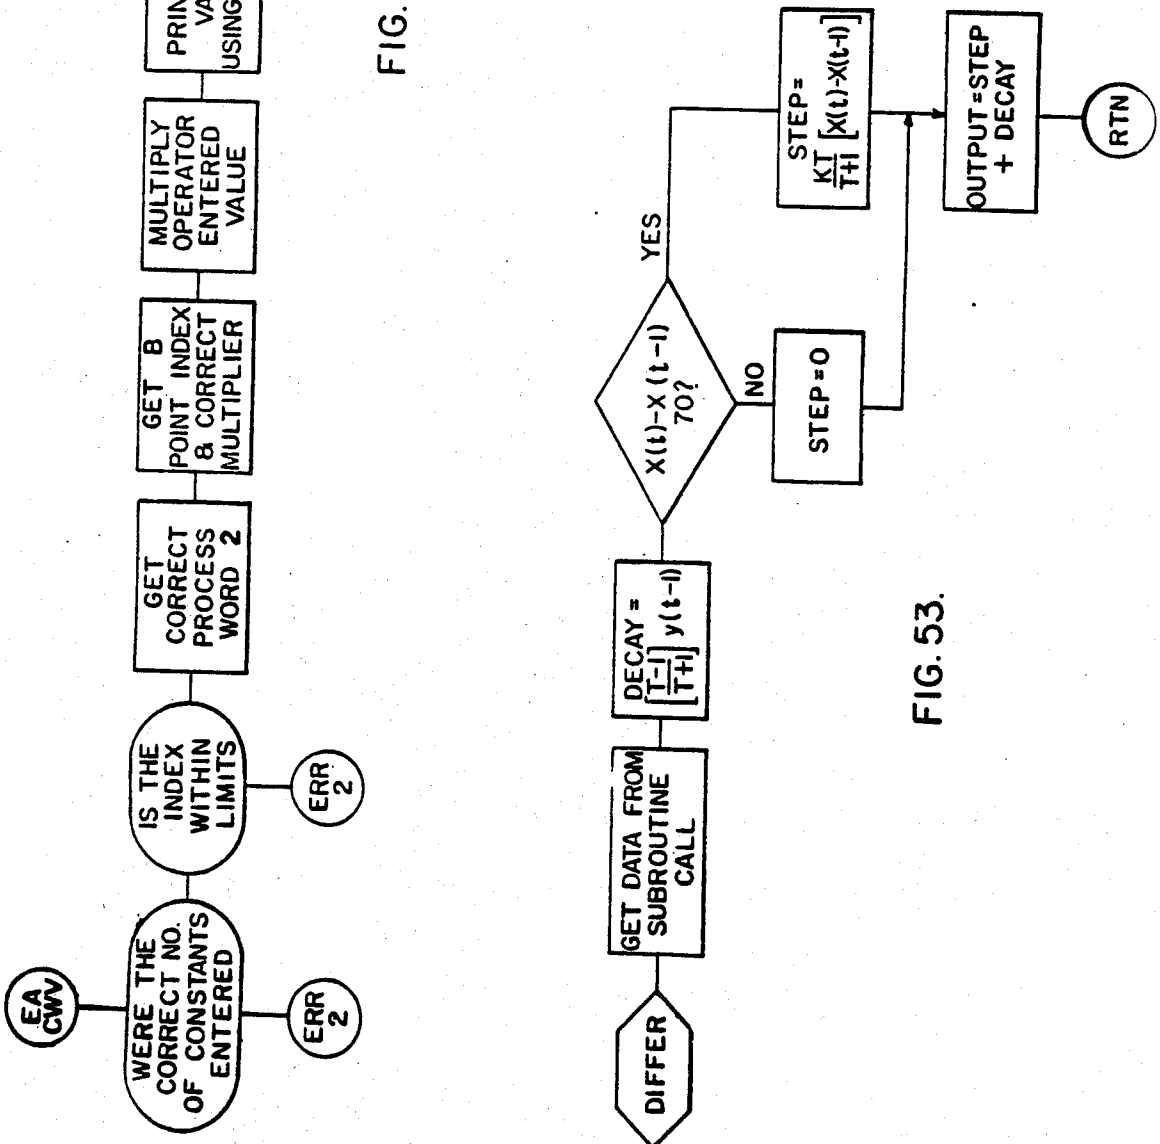 EA
CWV
WERE THE
CORRECT NO.
OF CONSTANTS
ENTERED
ERR
2
IS THE
INDEX
WITHIN
LIMITS
ERR
2
GET
CORRECT
PROCESS
WORD 2
GET B
POINT INDEX
& CORRECT
MULTIPLIER
MULTIPLY
OPERATOR
ENTERED
VALUE
PRIN
VA
USING
FIG.
DIFFER
GET DATA FROM
SUBROUTINE
CALL
DECAY =
[T-1/T+1] y(t-1)
X(t)-X(t-1)
70?
YES
NO
STEP=0
STEP=
KT/T+1 [X(t)-X(t-1)]
OUTPUT=STEP
+ DECAY
RTN
FIG. 53.